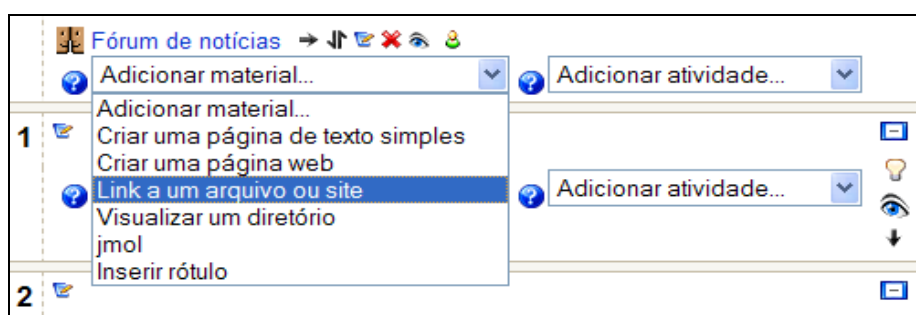 Fórum de notícias
Adicionar material... Adicionar atividade...
Adicionar material...
1 Criar uma página de texto simples
Criar uma página web
Link a um arquivo ou site Adicionar atividade...
Visualizar um diretório
jmol
Inserir rótulo
2